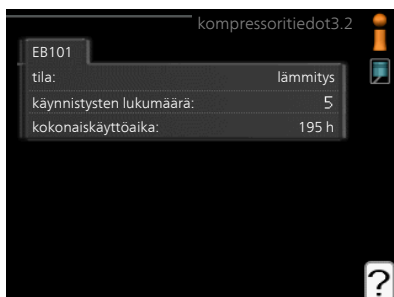 kompressoritiedot3.2
EB101
tila: lämmitys
käynnistysten lukumäärä: 5
kokonaiskäyttöaika: 195 h
?